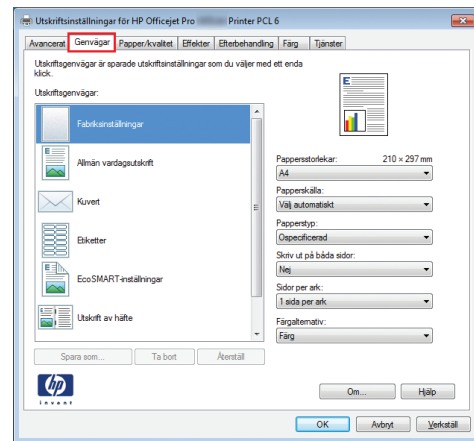 Utskriftsinställningar för HP Officejet Pro Printer PCL 6
Avancerat Genvägar Papper/kvalitet Effekter Efterbehandling Färg Tjänster
Utskriftsgenvägar är sparade utskriftsinställningar som du väljer med ett enda
klick.
Utskriftsgenvägar:
Fabriksinställningar
Allmän vardagsutskrift
Kuvert
Etiketter
EcoSMART-inställningar
Utskrift av häfte
Spara som... Ta bort Återställ
Pappersstorlekar: 210 × 297 mm
A4
Papperskälla:
Välj automatiskt
Papperstyp:
Ospecificerad
Skriv ut på båda sidor:
Nej
Sidor per ark:
1 sida per ark
Färgalternativ:
Färg
hp
invent
Om... Hjälp
OK Avbryt Verkställ